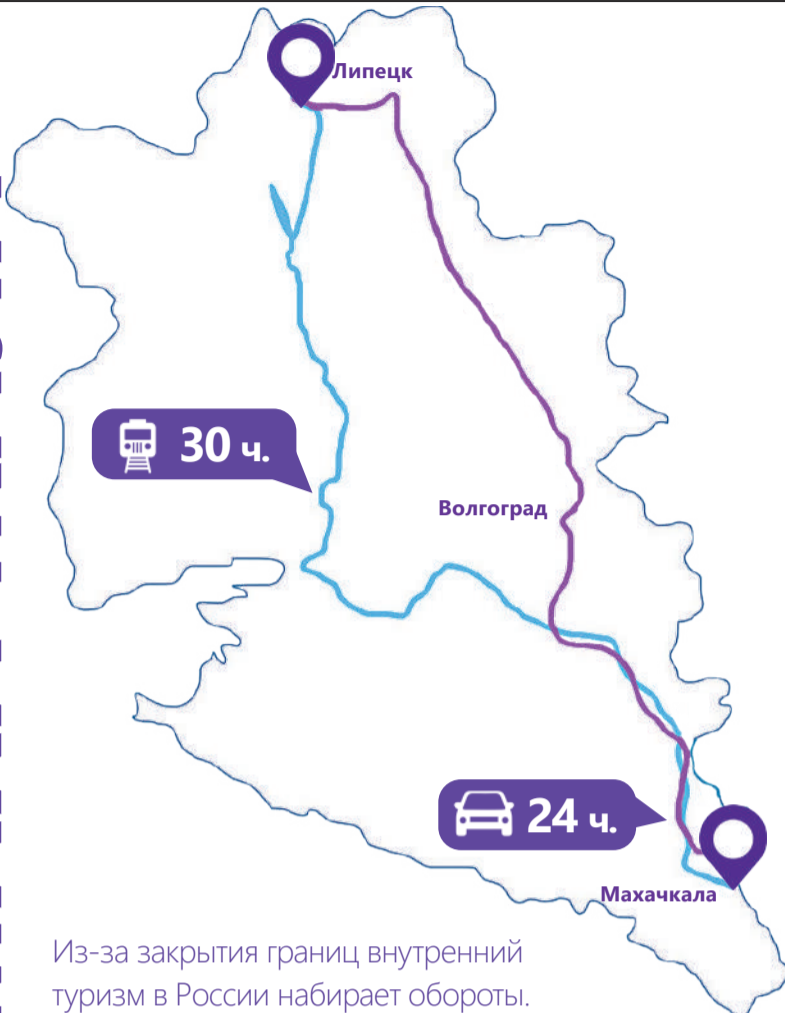 Липецк
30 ч.
Волгоград
24 ч.
Махачкала
Из-за закрытия границ внутренний
туризм в России набирает обороты.